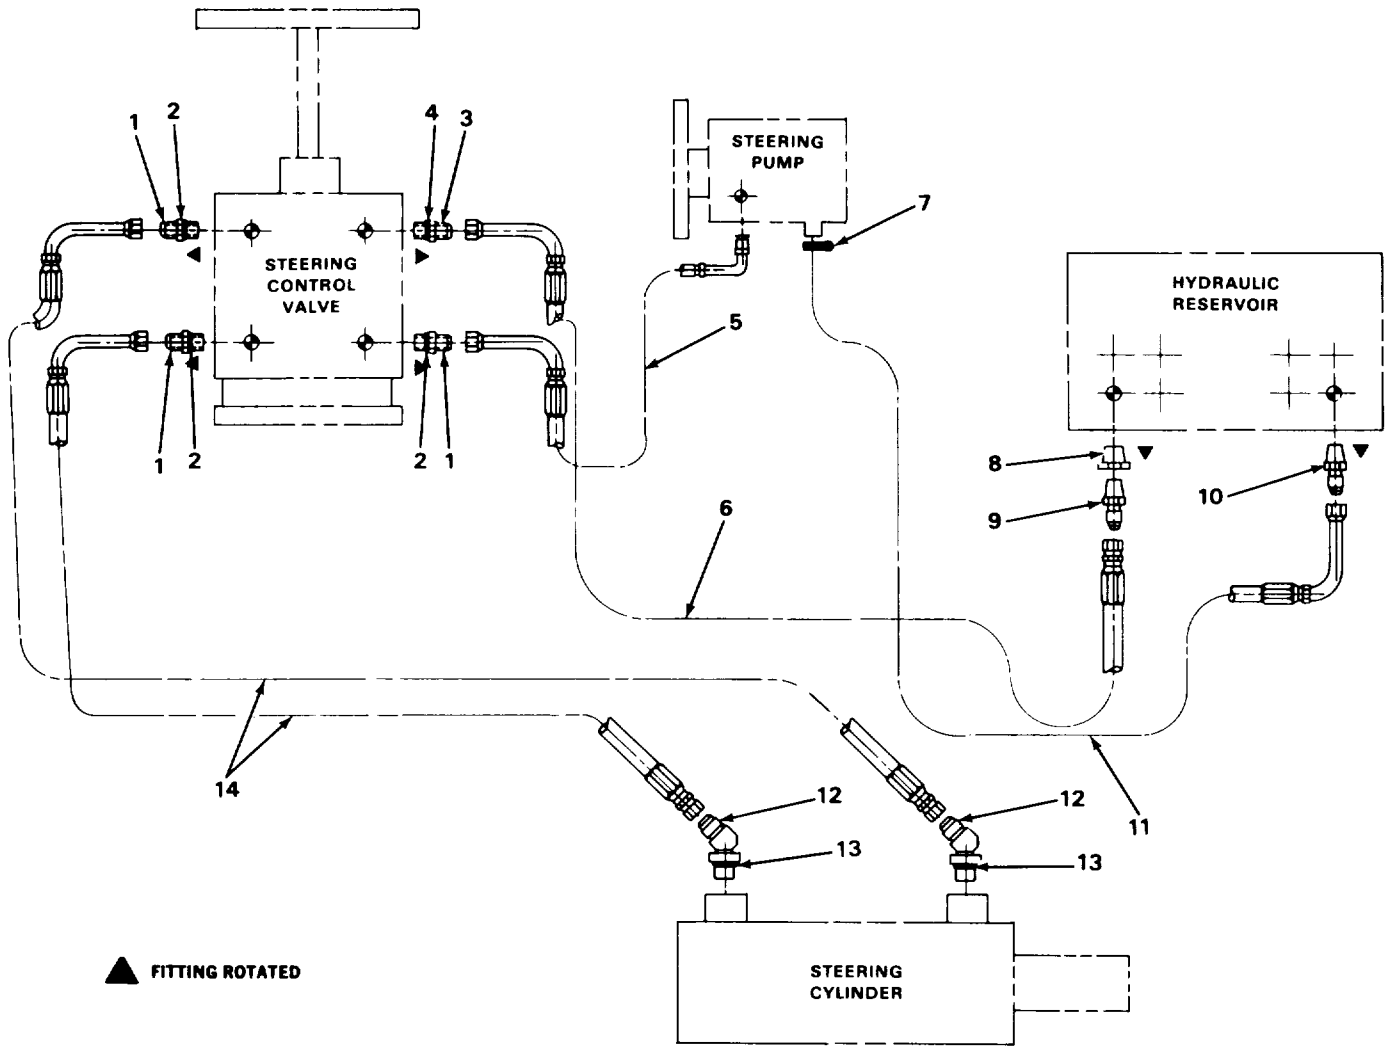 1 2
4 3
STEERING
PUMP
7
STEERING
CONTROL
VALVE
HYDRAULIC
RESERVOIR
5
1 2
2 1
8
9
10
6
14
12
13
12
13
11
FITTING ROTATED
STEERING
CYLINDER